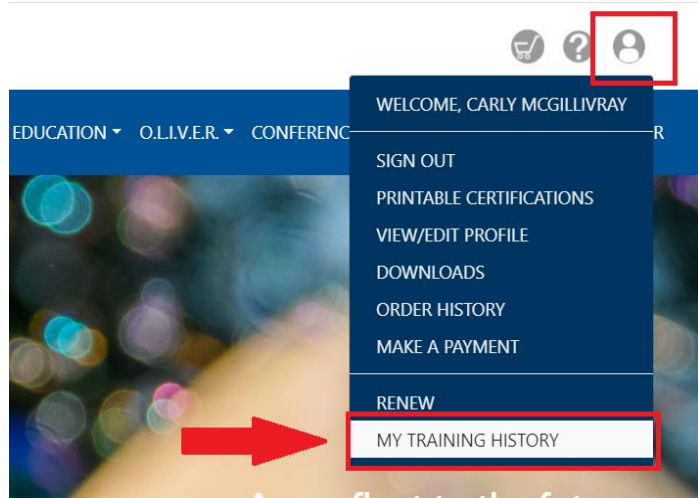 WELCOME, CARLY MCGILLIVRAY
EDUCATION O.L.I.V.E.R. CONFERENC R
SIGN OUT
PRINTABLE CERTIFICATIONS
VIEW/EDIT PROFILE
DOWNLOADS
ORDER HISTORY
MAKE A PAYMENT
RENEW
MY TRAINING HISTORY